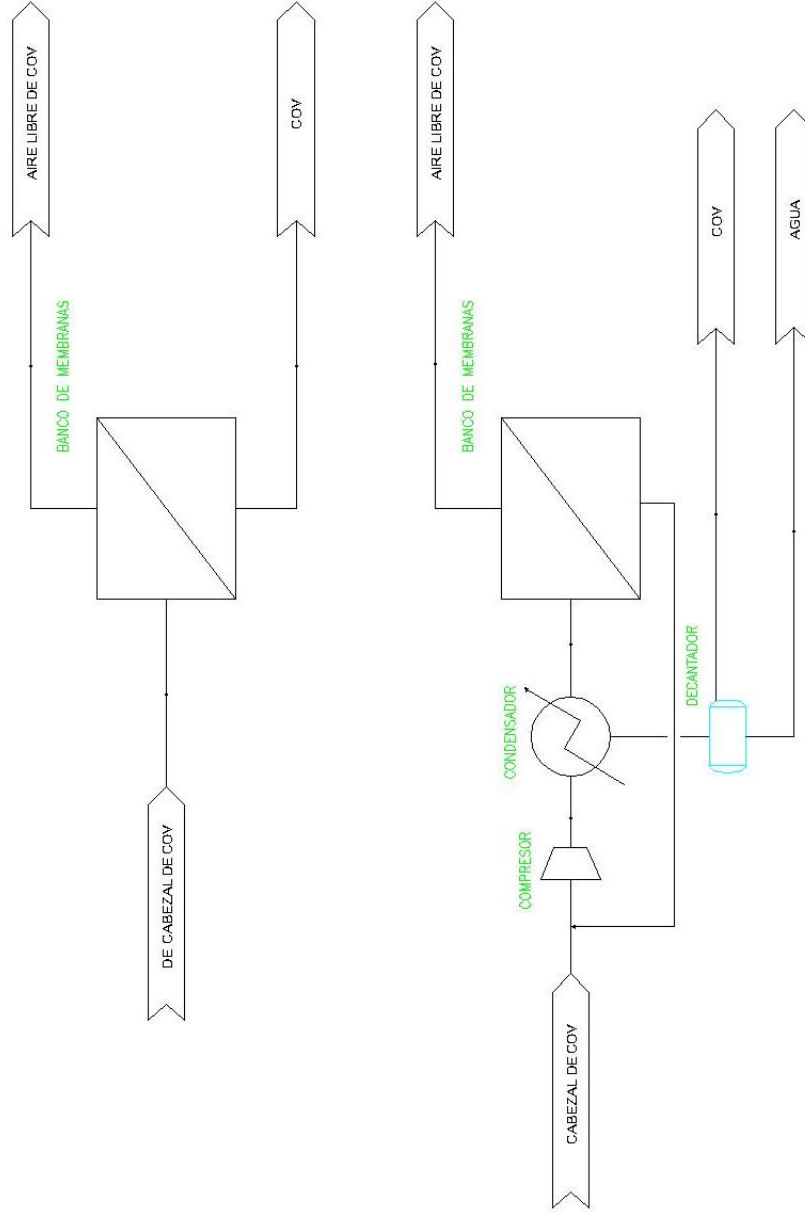 AIRE LIBRE DE COV
COV
BANCO DE MEMBRANAS
DE CABEZAL DE COV
AIRE LIBRE DE COV
BANCO DE MEMBRANAS
COV
AGUA
DECANTADOR
CONDENSADOR
COMPRESOR
CABEZAL DE COV